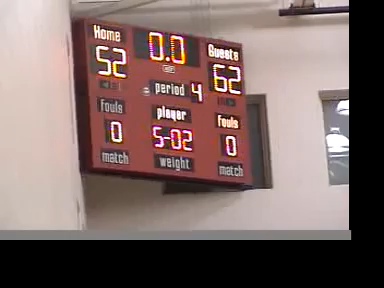 Home 0.0 Guests
52 62
period 4
fouls player fouls
0 5-02 0
match weight match